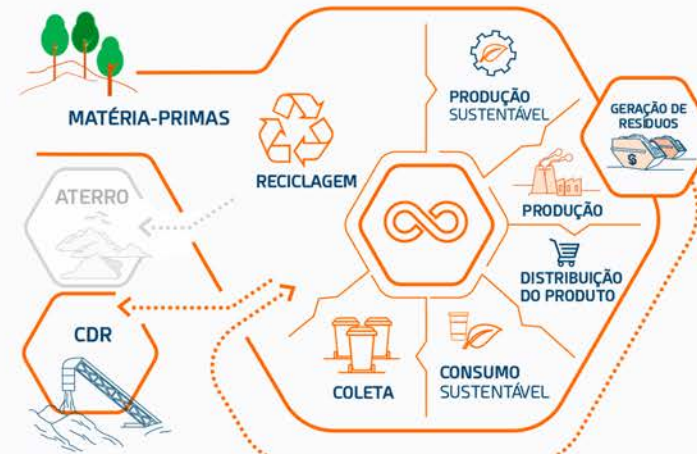 MATÉRIA-PRIMAS
PRODUÇÃO
SUSTENTÁVEL
GERAÇÃO DE
RESÍDUOS
$
RECICLAGEM
ATERRO
PRODUÇÃO
DISTRIBUIÇÃO
DO PRODUTO
CDR
COLETA
CONSUMO
SUSTENTÁVEL